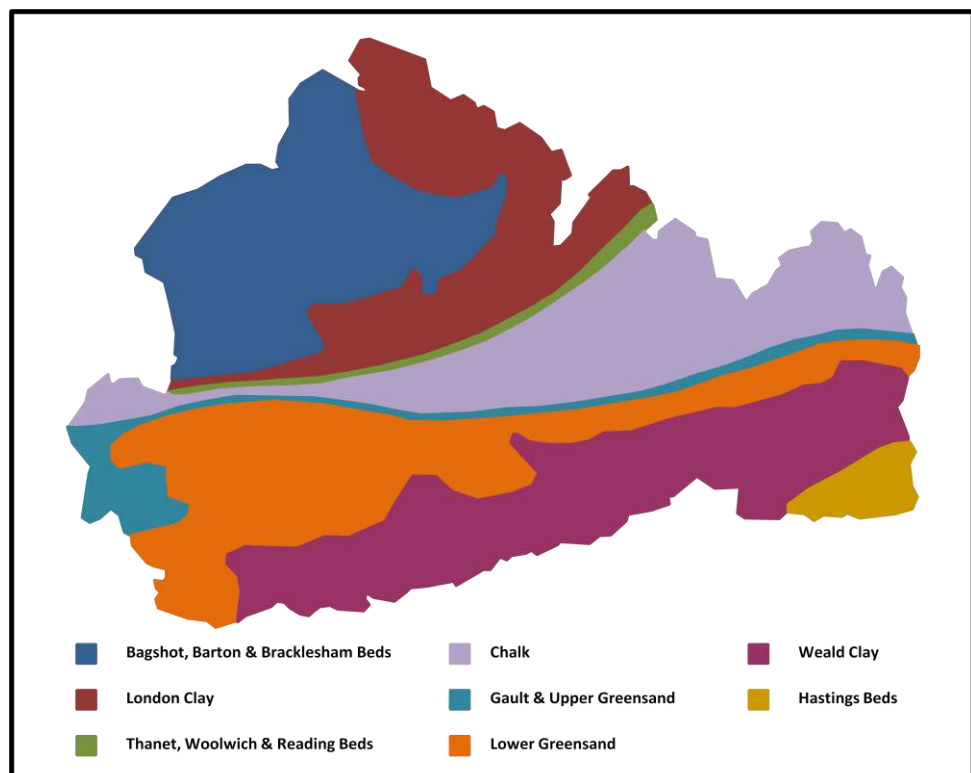 Bagshot, Barton & Bracklesham Beds
Chalk
Weald Clay
London Clay
Gault & Upper Greensand
Hastings Beds
Thanet, Woolwich & Reading Beds
Lower Greensand